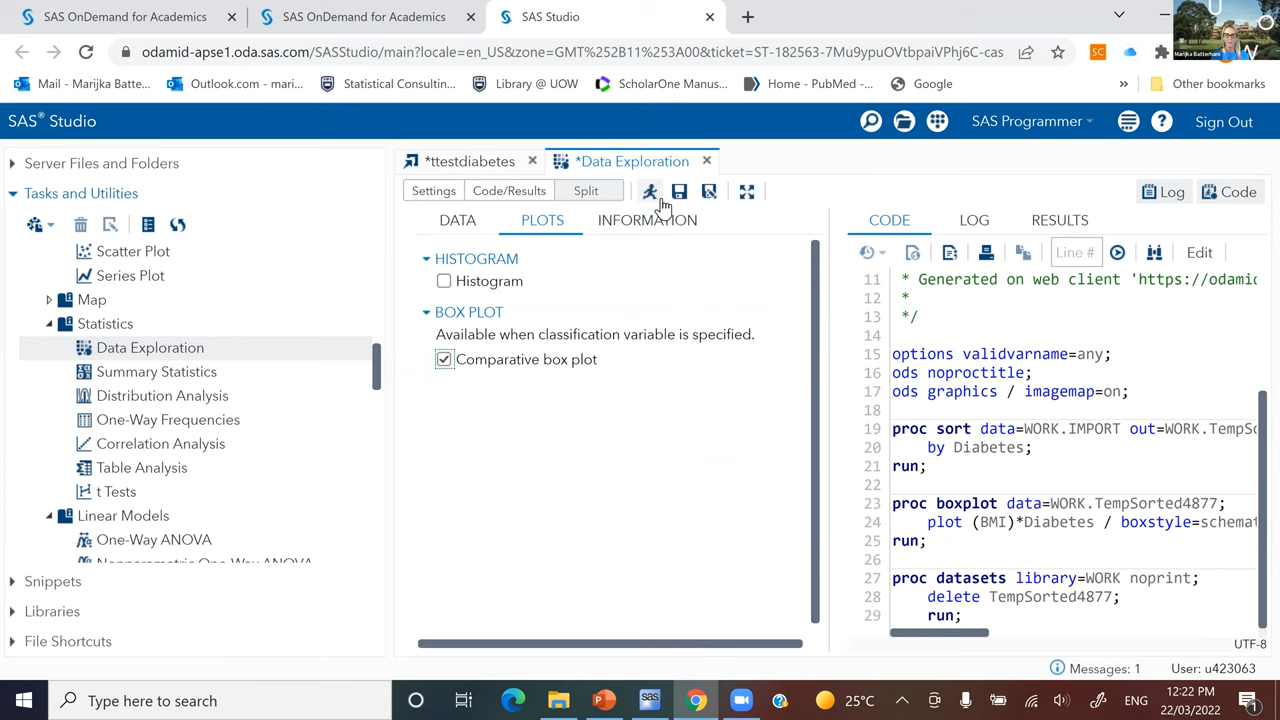 SAS OnDemand for Academics
SAS OnDemand for Academics
SAS Studio
odamid-apse1.oda.sas.com/SASStudio/main?locale=en_US&zone=GMT%252B11%253A00&ticket=ST-182563-7Mu9ypuOVtbpnLVPhj6C-cas
SC
Marijka Batterham
Mail - Marijka Batte...
Outlook.com - mari...
Statistical Consultin...
Library @ UOW
ScholarOne Manus...
Home - PubMed -...
Google
»
Other bookmarks
SAS® Studio
SAS Programmer
Sign Out
Server Files and Folders
Tasks and Utilities
Scatter Plot
Series Plot
Map
Statistics
Data Exploration
Summary Statistics
Distribution Analysis
One-Way Frequencies
Correlation Analysis
Table Analysis
t Tests
Linear Models
One-Way ANOVA
Nonparametric One-Way ANOVA
Snippets
Libraries
File Shortcuts
*ttestdiabetes
*Data Exploration
Settings
Code/Results
Split
Log
Code
DATA
PLOTS
INFORMATION
HISTOGRAM
Histogram
BOX PLOT
Available when classification variable is specified.
Comparative box plot
CODE
LOG
RESULTS
Line #
Edit
11 * Generated on web client 'https://odamid
12 *
13 */
14
15 options validvarname=any;
16 ods noproctitle;
17 ods graphics / imagemap=on;
18
19 proc sort data=WORK.IMPORT out=WORK.TempSo
20 by Diabetes;
21 run;
22
23 proc boxplot data=WORK.TempSorted4877;
24 plot (BMI)*Diabetes / boxstyle=schemat
25 run;
26
27 proc datasets library=WORK noprint;
28 delete TempSorted4877;
29 run;
UTF-8
Messages: 1
User: u423063
Type here to search
25°C
ENG
12:22 PM
22/03/2022